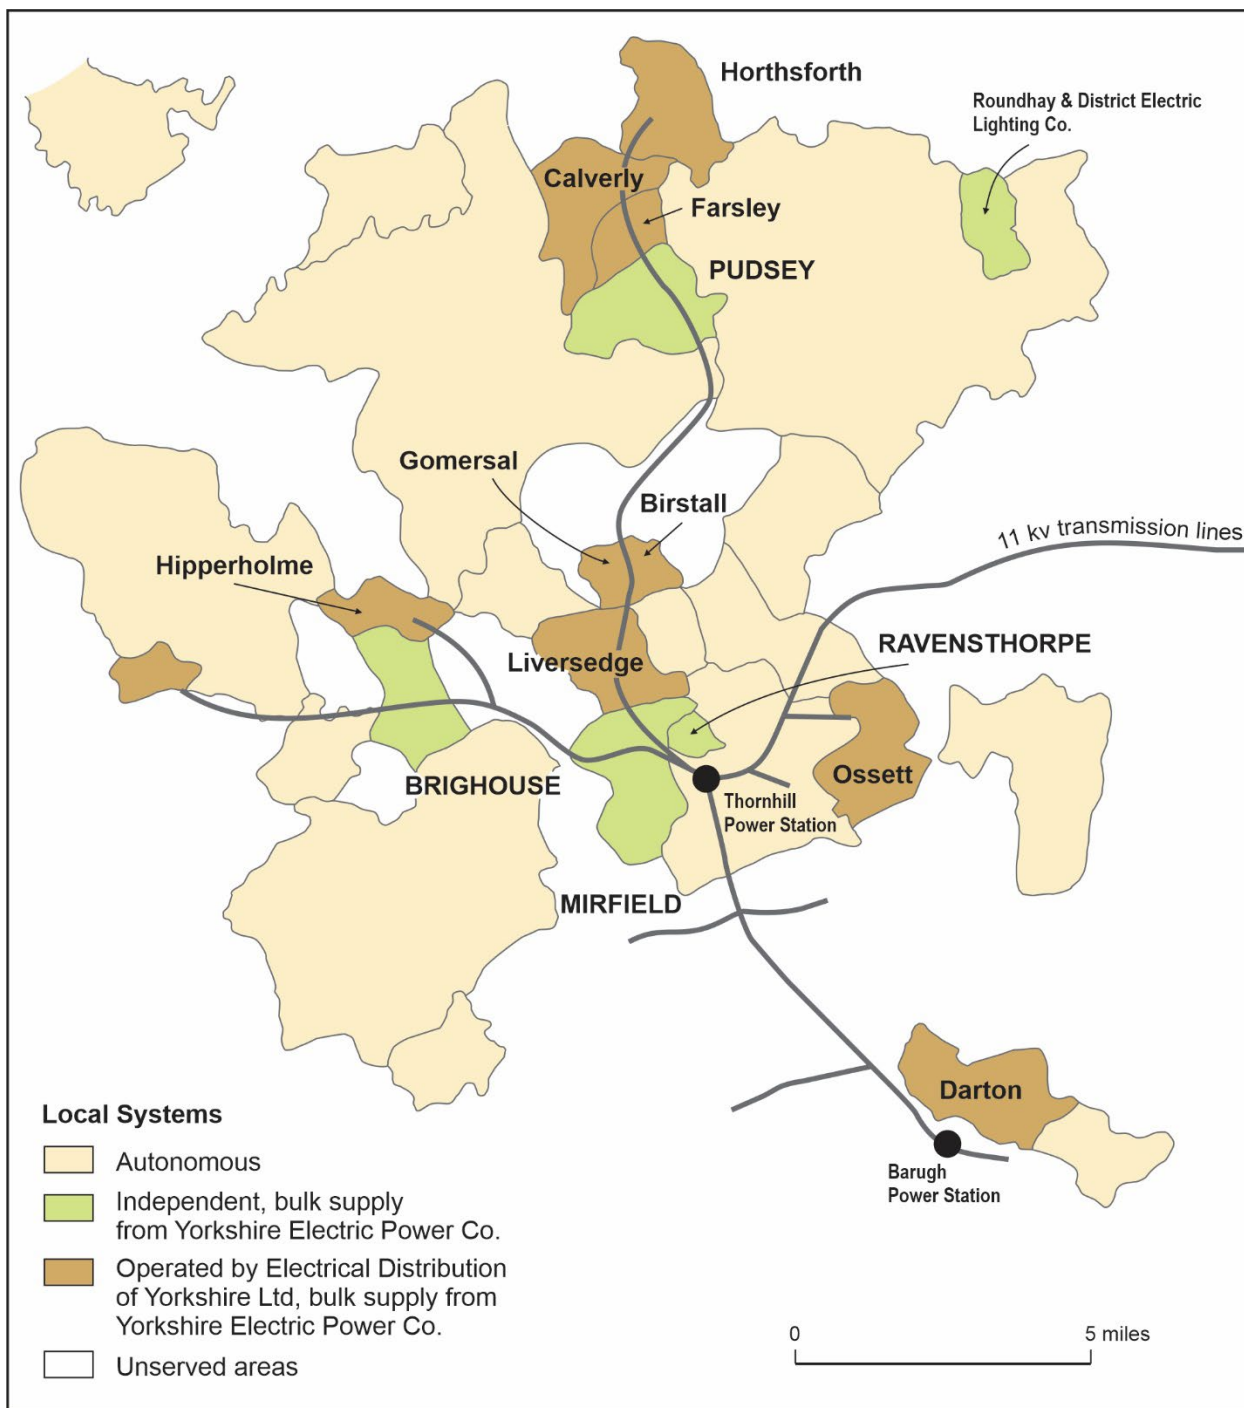 Horthsforth
Roundhay & District Electric
Lighting Co.
Calverly
Farsley
PUDSEY
Gomersal
Birstall
11 kv transmission lines
Hipperholme
RAVENSTHORPE
Liversedge
Ossett
BRIGHOUSE
Thornhill
Power Station
MIRFIELD
Darton
Barugh
Power Station
Local Systems
Autonomous
Independent, bulk supply
from Yorkshire Electric Power Co.
Operated by Electrical Distribution
of Yorkshire Ltd, bulk supply from
Yorkshire Electric Power Co.
Unserved areas
0 5 miles